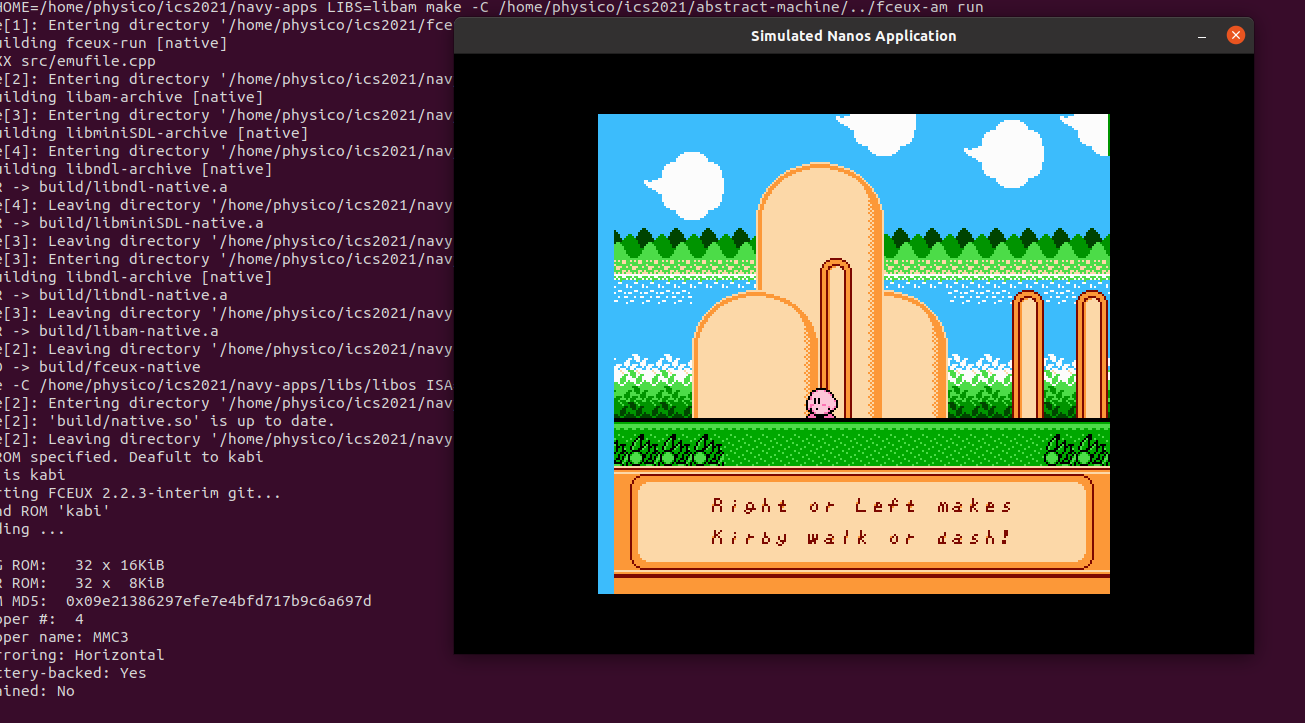 HOME=/home/physico/ics2021/navy-apps LIBS=libam make -C /home/physico/ics2021/abstract-machine/../fceux-am run
e[1]: Entering directory '/home/physico/ics2021/fce
uilding fceux-run [native]
XX src/emufile.cpp
e[2]: Entering directory '/home/physico/ics2021/nav
uilding libam-archive [native]
e[3]: Entering directory '/home/physico/ics2021/nav
uilding libminiSDL-archive [native]
e[4]: Entering directory '/home/physico/ics2021/nav
uilding libndl-archive [native]
R -> build/libndl-native.a
e[4]: Leaving directory '/home/physico/ics2021/navy
R -> build/libminiSDL-native.a
e[3]: Leaving directory '/home/physico/ics2021/navy
e[3]: Entering directory '/home/physico/ics2021/nav
uilding libndl-archive [native]
R -> build/libndl-native.a
e[3]: Leaving directory '/home/physico/ics2021/navy
R -> build/libam-native.a
e[2]: Leaving directory '/home/physico/ics2021/navy
D -> build/fceux-native
e -C /home/physico/ics2021/navy-apps/libs/libos ISA
e[2]: Entering directory '/home/physico/ics2021/nav
e[2]: 'build/native.so' is up to date.
e[2]: Leaving directory '/home/physico/ics2021/navy
ROM specified. Deafult to kabi
is kabi
rting FCEUX 2.2.3-interim git...
ad ROM 'kabi'
ding ...
G ROM: 32 x 16KiB
R ROM: 32 x 8KiB
M MD5: 0x09e21386297efe7e4bfd717b9c6a697d
pper #: 4
pper name: MMC3
rroring: Horizontal
ttery-backed: Yes
ained: No
Simulated Nanos Application
Right or Left makes
Kirby walk or dash!